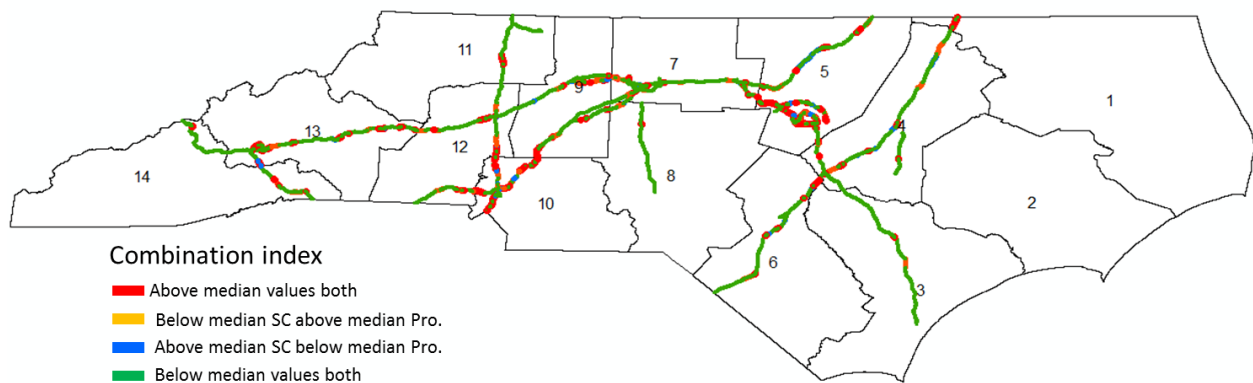 11
7
5
1
9
4
13
12
14
8
10
2
6
3
Combination index
Above median values both
Below median SC above median Pro.
Above median SC below median Pro.
Below median values both